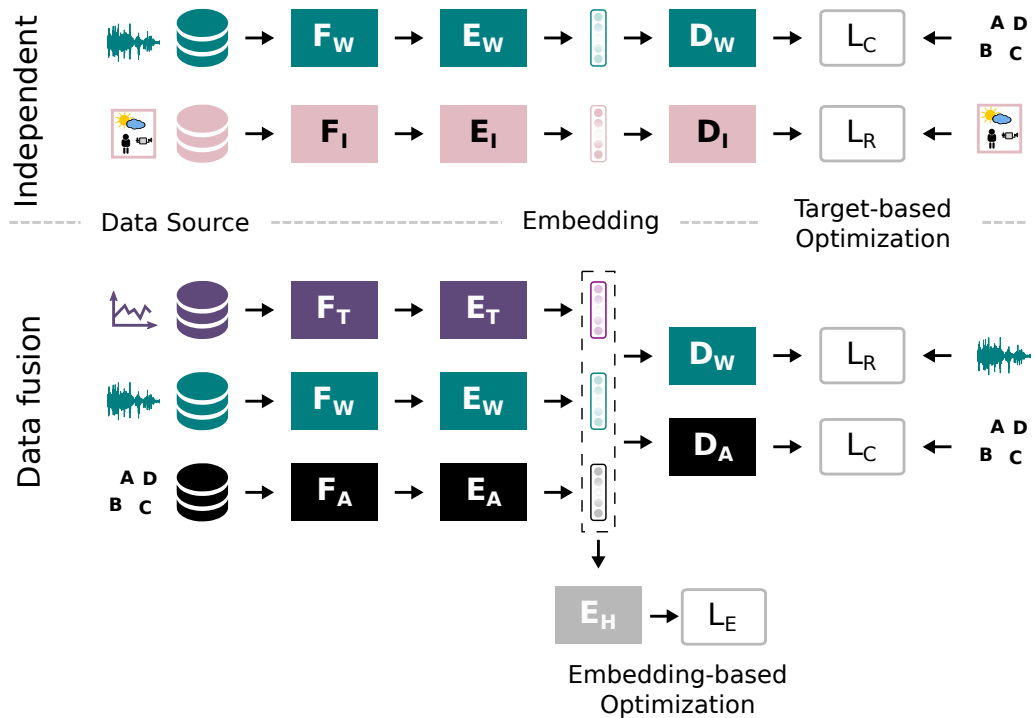 Independent
F_W E_W D_W L_C A D
B C
F_I E_I D_I L_R
Data Source Embedding Target-based
Optimization
Data fusion
F_T E_T
D_W L_R
F_W E_W
A D
B C
D_A L_C
A D
B C
F_A E_A
E_H L_E
Embedding-based
Optimization